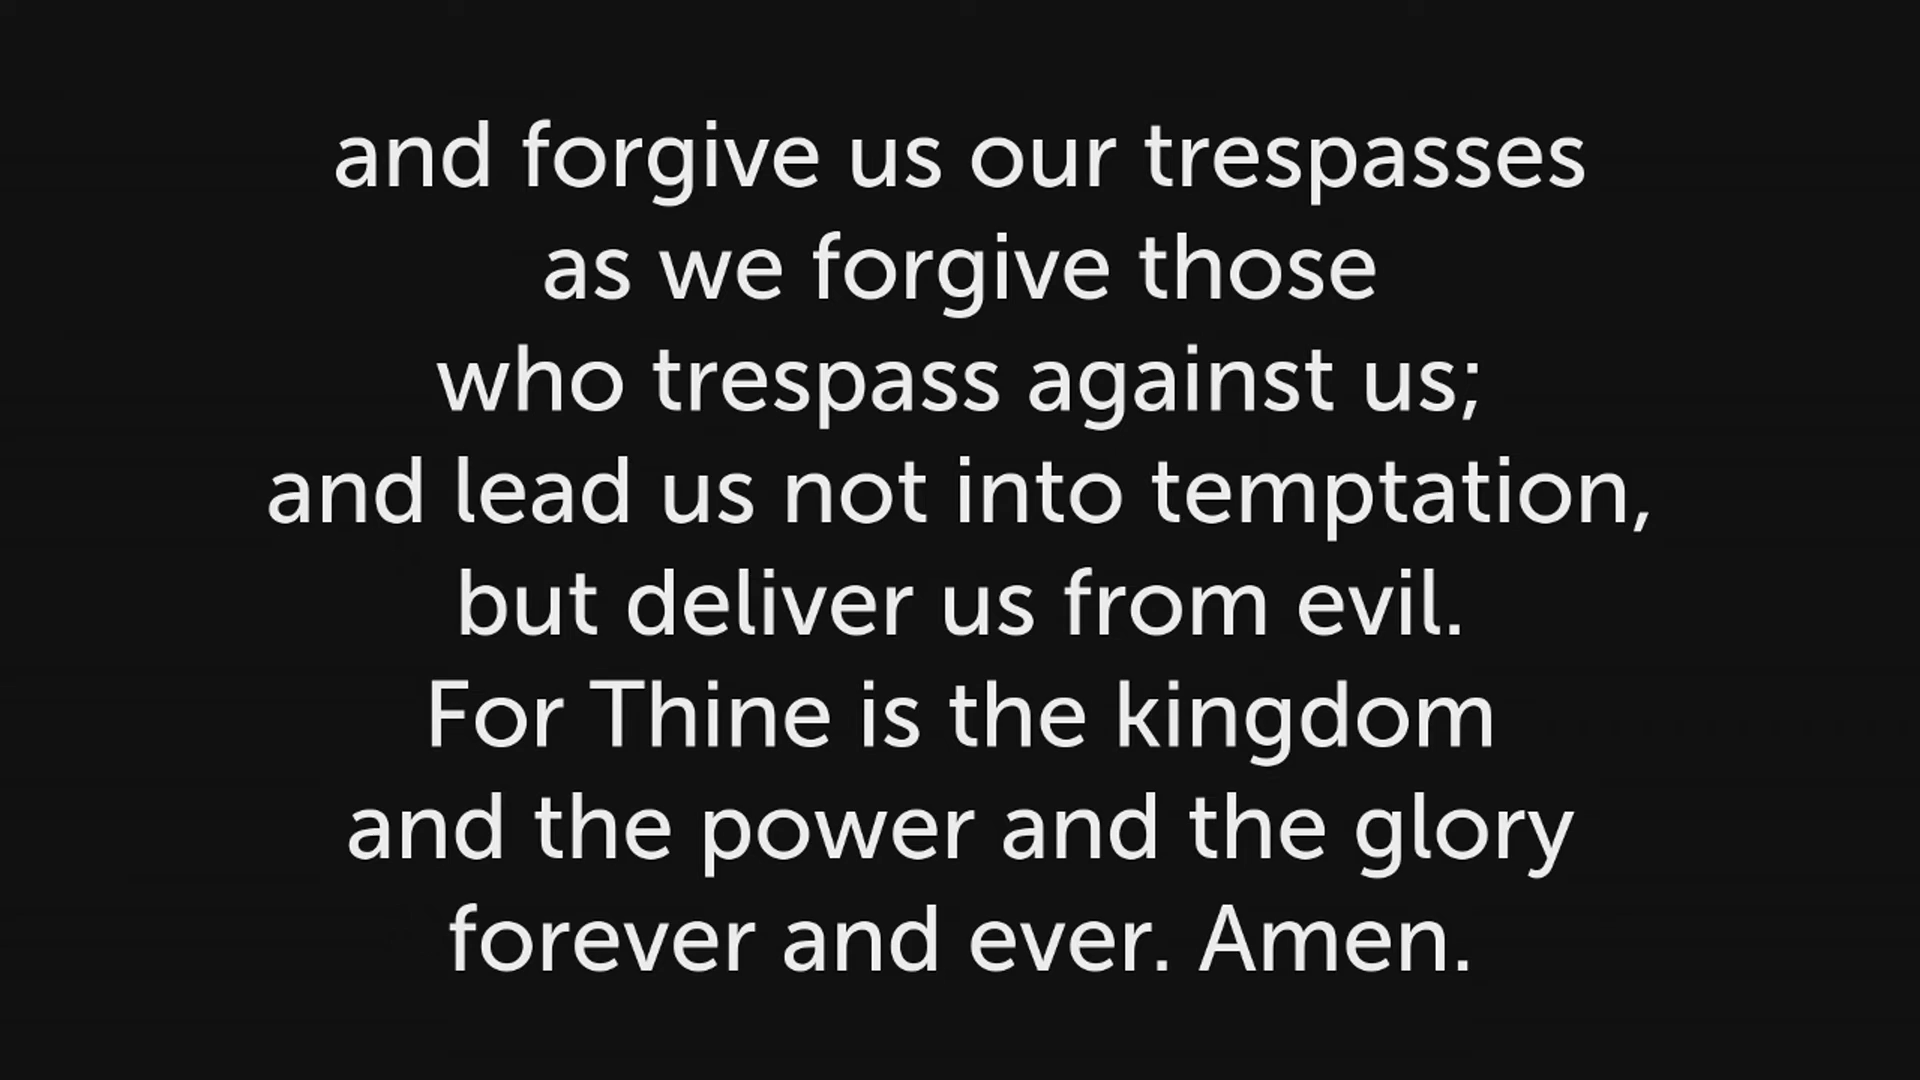 and forgive us our trespasses
as we forgive those
who trespass against us;
and lead us not into temptation,
but deliver us from evil.
For Thine is the kingdom
and the power and the glory
forever and ever. Amen.